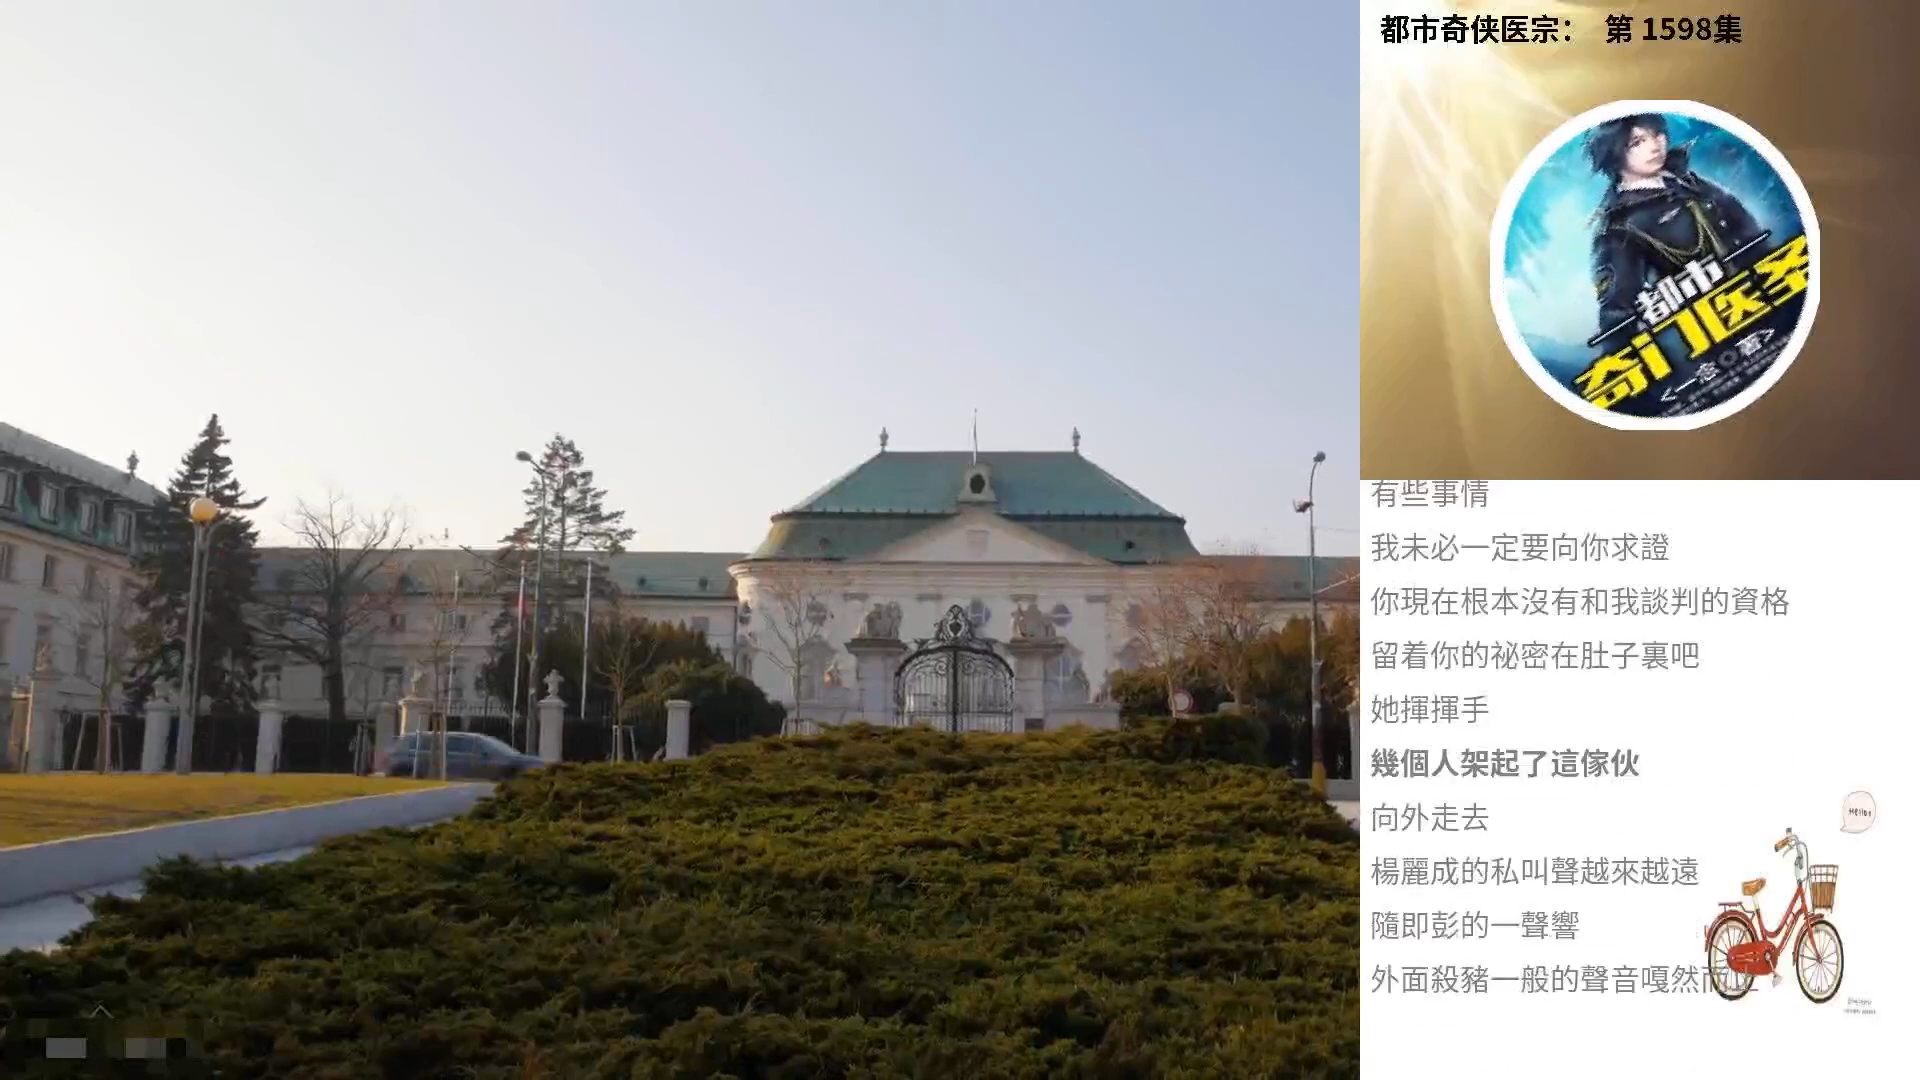 都市奇侠医宗： 第 1598集
都市
奇门医圣
有些事情
我未必一定要向你求證
你現在根本沒有和我談判的資格
留着你的祕密在肚子裏吧
她揮揮手
幾個人架起了這傢伙
向外走去
楊麗成的私叫聲越來越遠
隨即彭的一聲響
外面殺豬一般的聲音嘎然而止
Hello!